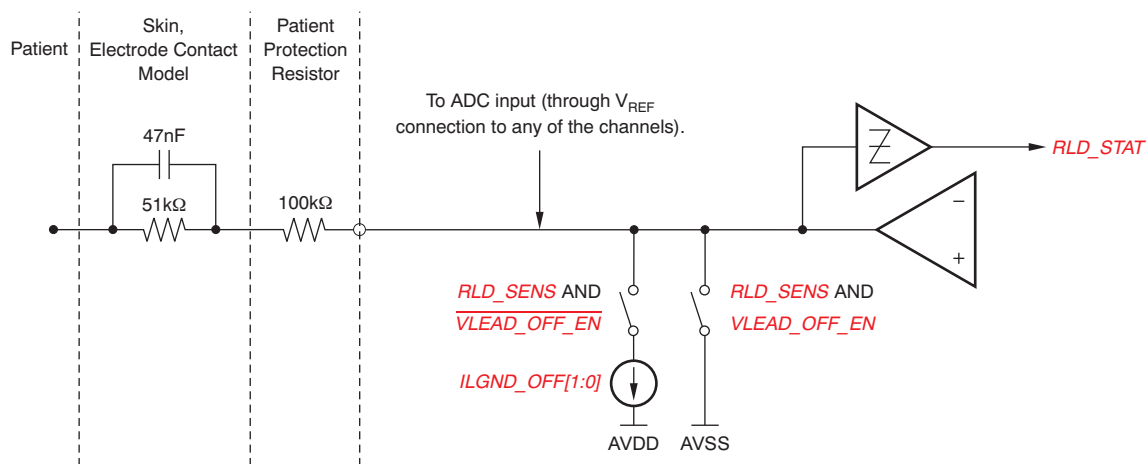 Patient
Skin,
Electrode Contact
Model
Patient
Protection
Resistor
47nF
51kΩ
100kΩ
To ADC input (through VREF
connection to any of the channels).
RLD_STAT
−
+
RLD_SENS AND
VLEAD_OFF_EN
RLD_SENS AND
VLEAD_OFF_EN
ILGND_OFF[1:0]
AVDD
AVSS